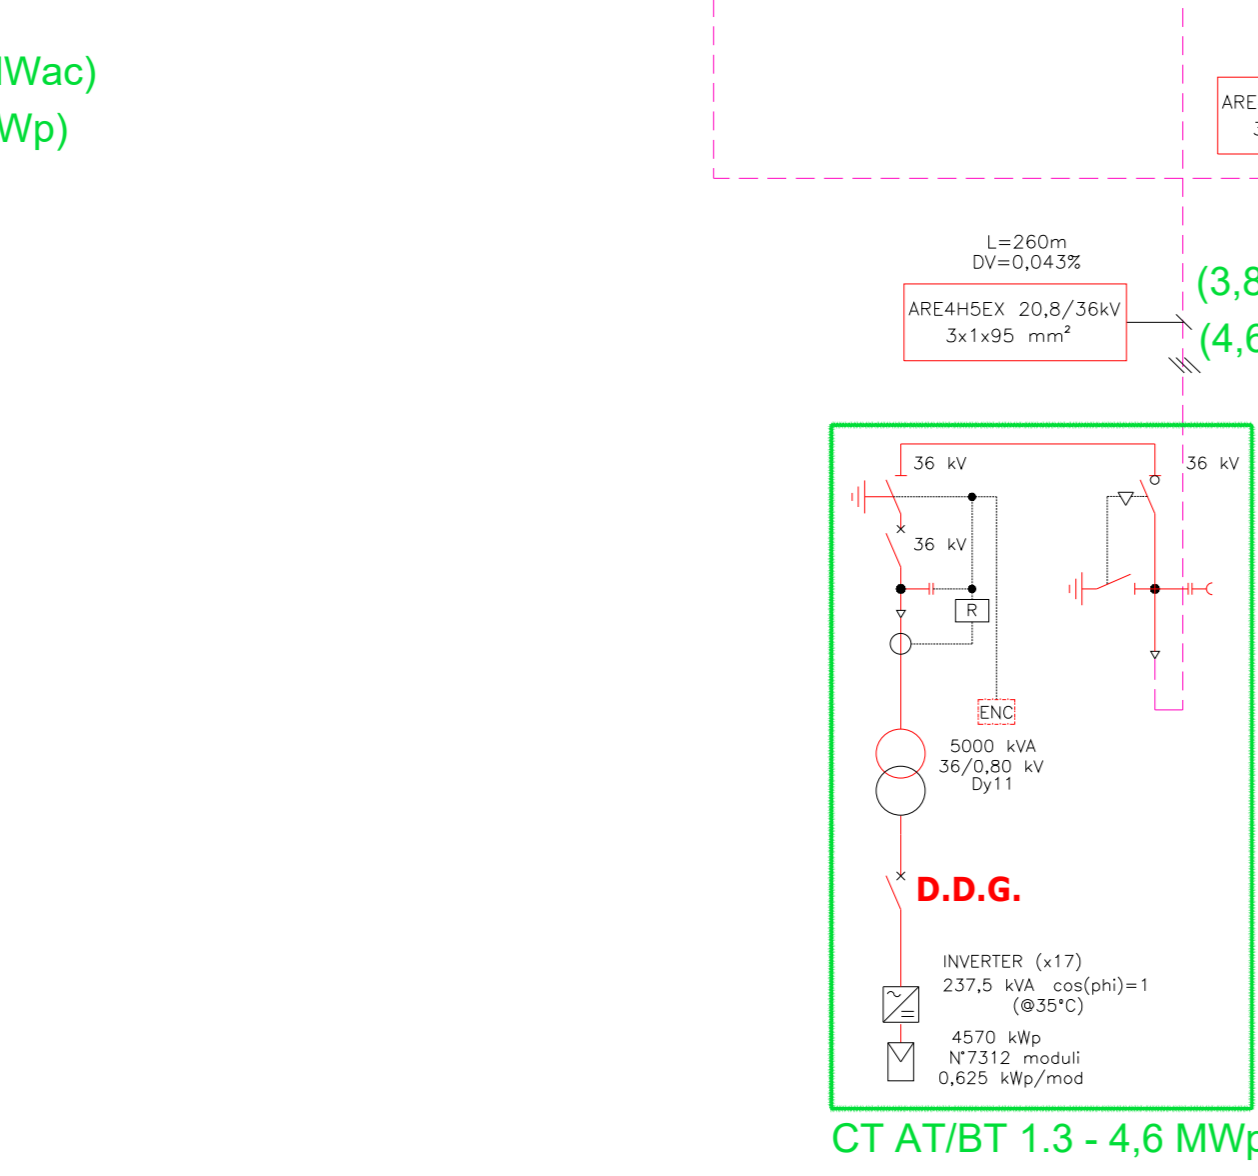 Wac)
Wp)
ARE
L=260m
DV=0,043%
ARE4H5EX 20,8/36kV
3x1x95 mm²
(3,8
(4,6
36 kV
36 kV
36 kV
R
ENC
5000 kVA
36/0,80 kV
Dy11
D.D.G.
INVERTER (x17)
237,5 kVA cos(phi)=1
(@35°C)
4570 kWp
N°7312 moduli
0,625 kWp/mod
CT AT/BT 1.3 - 4,6 MWp